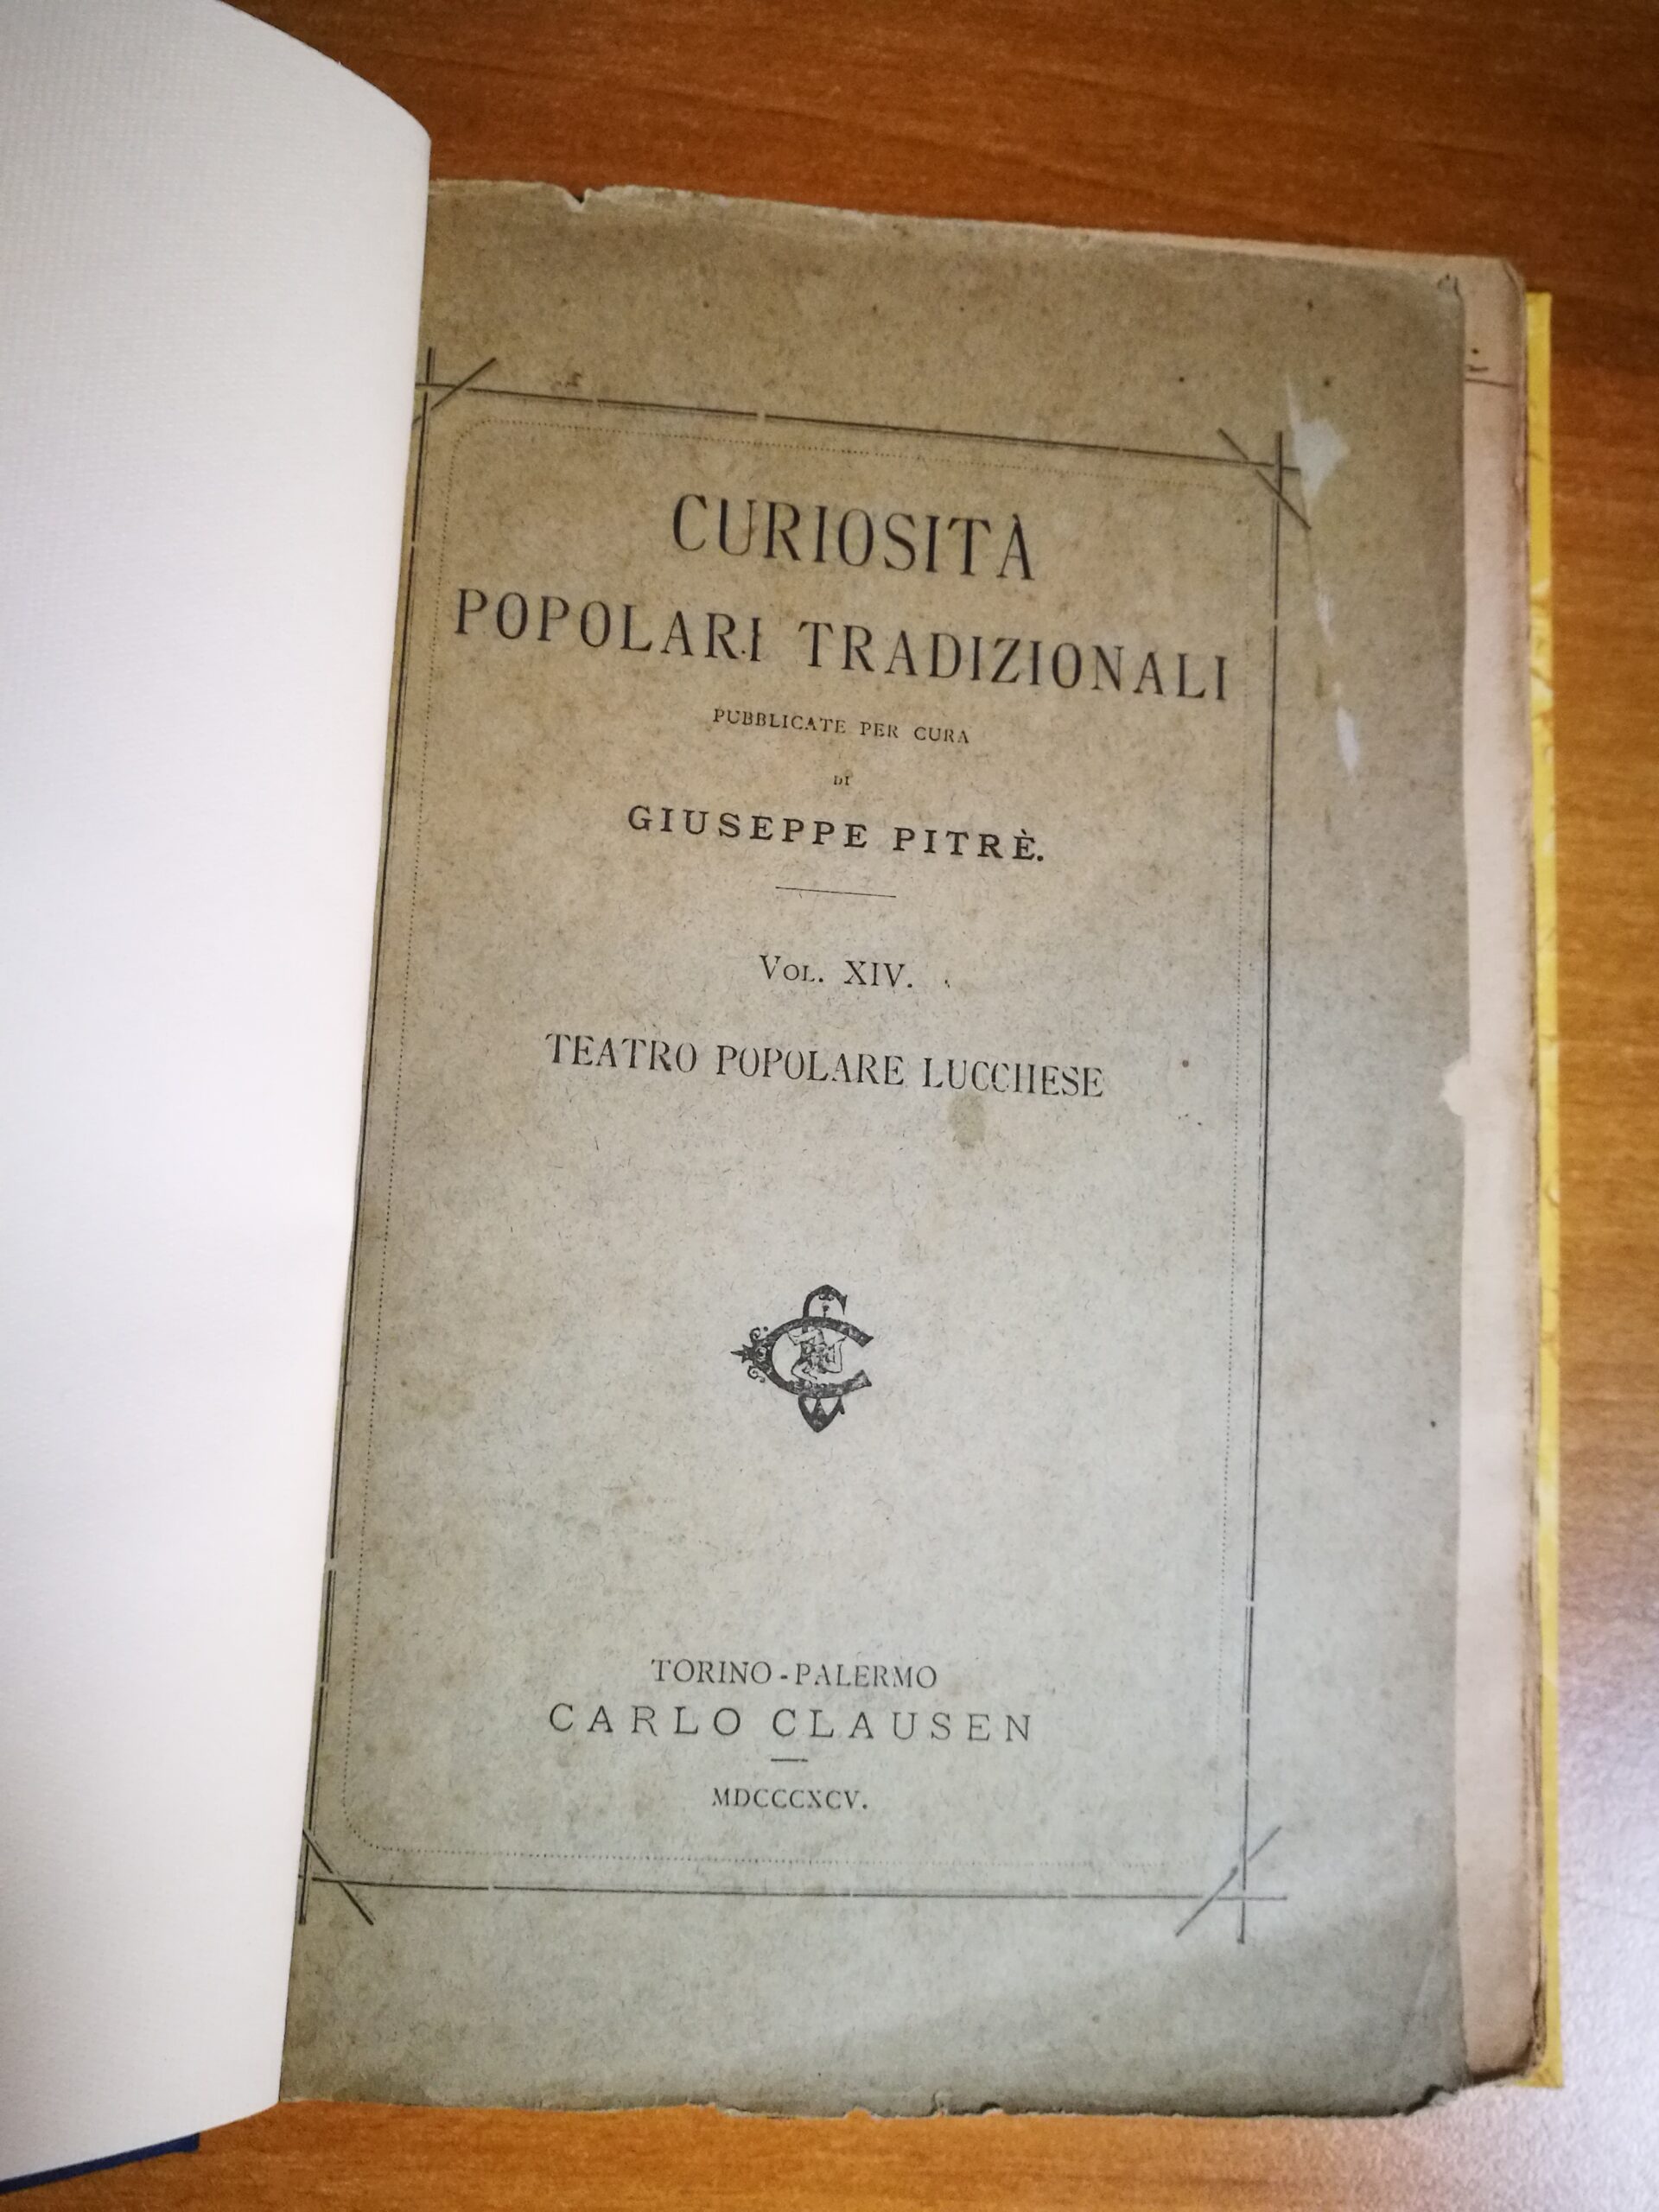 CURIOSITÀ
POPOLARI TRADIZIONALI
PUBBLICATE PER CURA
DI
GIUSEPPE PITRÈ.
VOL. XIV.
TEATRO POPOLARE LUCCHESE
CC
TORINO-PALERMO
CARLO CLAUSEN
MDCCCXCV.